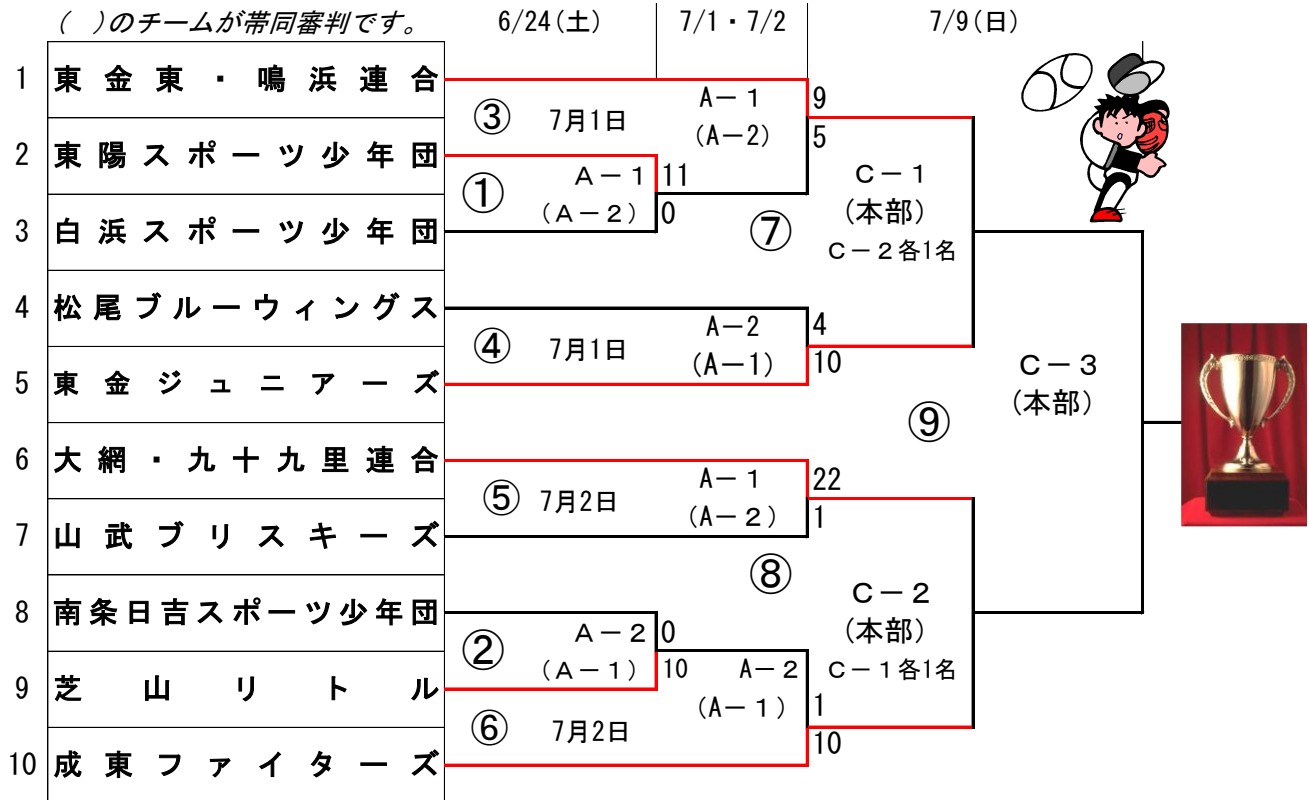 （　）のチームが帯同審判です。 6/24(土) 7/1・7/2 7/9(日)
1 東金東・鳴浜連合
③ 7月1日 A－1 9
(A－2) 5
2 東陽スポーツ少年団
① A－1 11
(A－2) 0
3 白浜スポーツ少年団
⑦ C－1
(本部)
C－2各1名
4 松尾ブルーウィングス
④ 7月1日 A－2 4
(A－1) 10
5 東金ジュニアーズ
⑨ C－3
(本部)
6 大網・九十九里連合
⑤ 7月2日 A－1 22
(A－2) 1
7 山武ブリスキーズ
⑧ C－2
(本部)
C－1各1名
8 南条日吉スポーツ少年団
② A－2 0
(A－1) 10
9 芝山リトル
⑥ 7月2日 A－2 1
(A－1) 10
10 成東ファイターズ